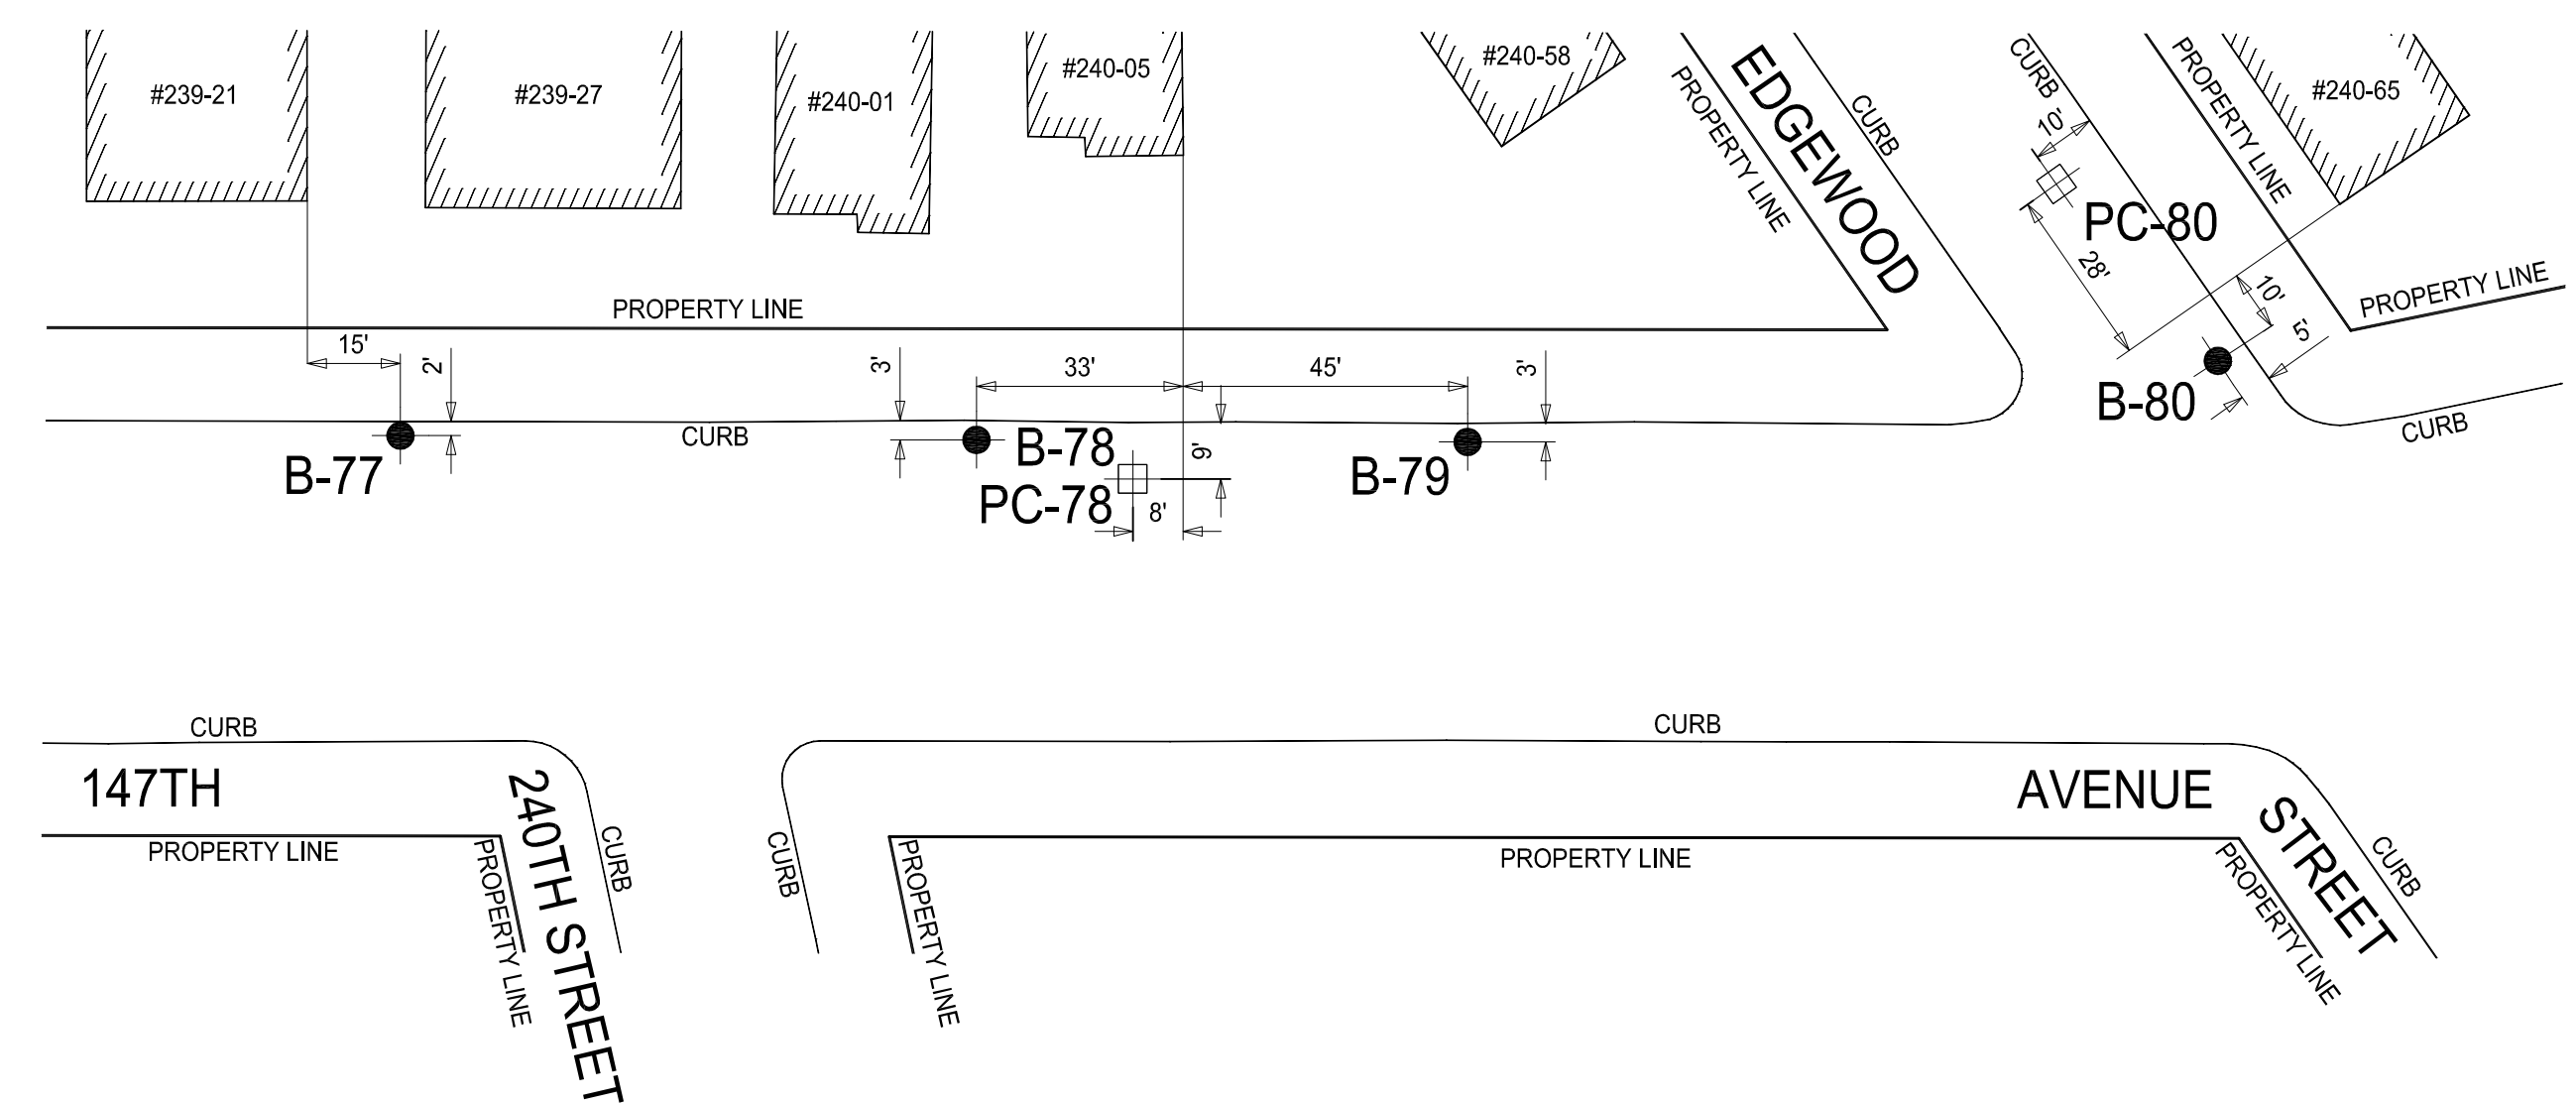 #239-21
#239-27
#240-01
#240-05
#240-58
#240-65
EDGEWOOD
CURB
CURB
PROPERTY LINE
PROPERTY LINE
10'
PC-80
28'
10'
5'
PROPERTY LINE
PROPERTY LINE
15'
2'
3'
33'
45'
3'
B-80
CURB
CURB
B-77
B-78
9'
B-79
PC-78
8'
CURB
CURB
147TH
AVENUE
240TH STREET
STREET
CURB
CURB
CURB
PROPERTY LINE
PROPERTY LINE
PROPERTY LINE
PROPERTY LINE
PROPERTY LINE